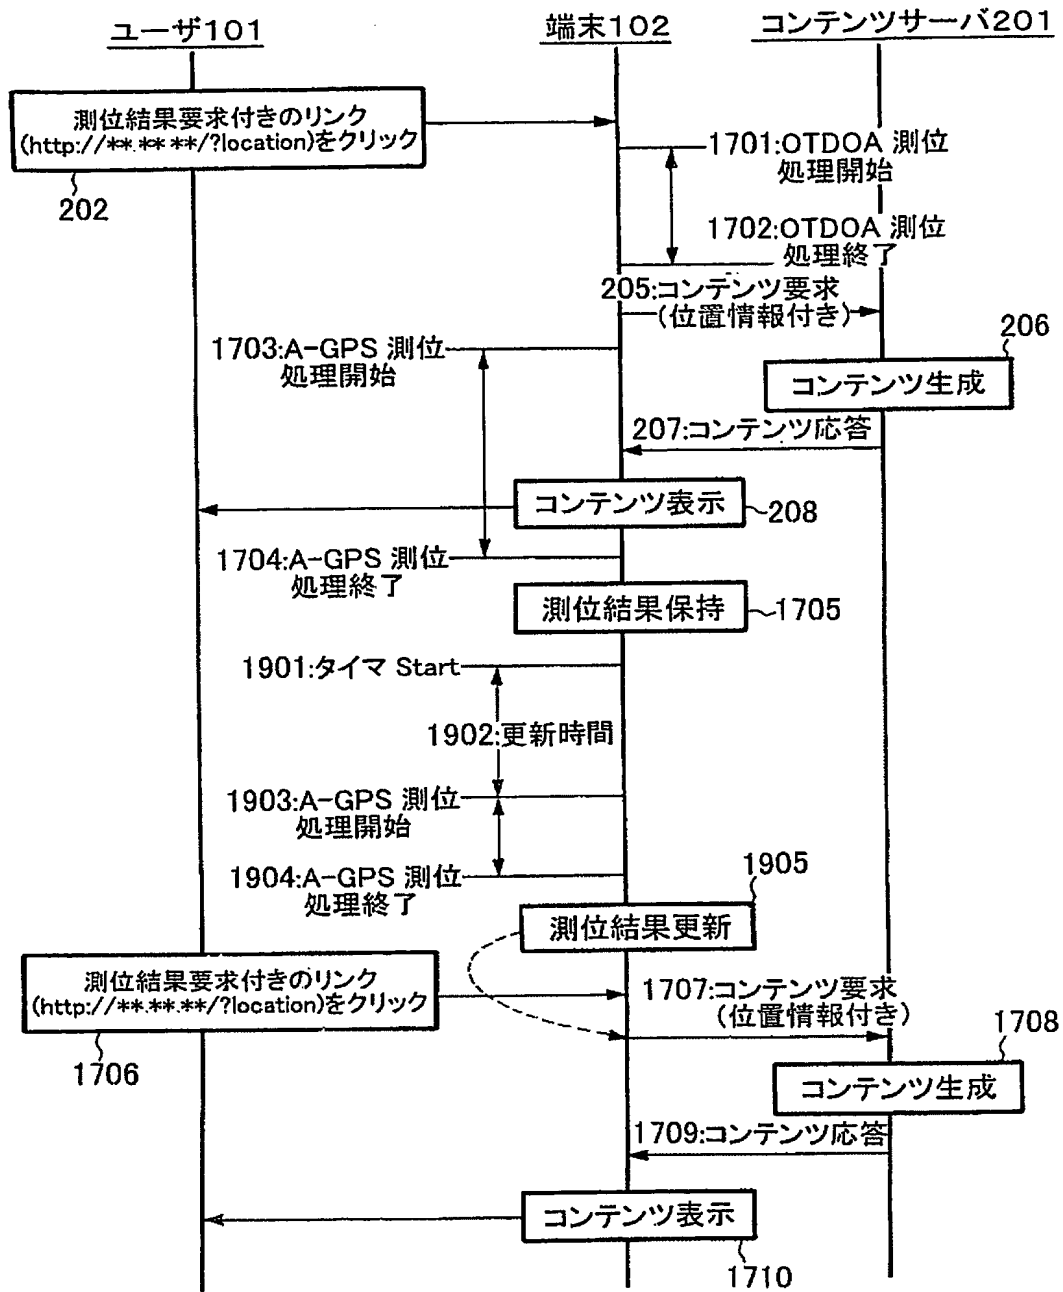 ユーザ101
端末102
コンテンツサーバ201
測位結果要求付きのリンク
(http://**.**.**/?location)をクリック
202
1701:OTDOA 測位
処理開始
1702:OTDOA 測位
処理終了
205:コンテンツ要求
(位置情報付き)
1703:A-GPS 測位
処理開始
206
コンテンツ生成
207:コンテンツ応答
コンテンツ表示
208
1704:A-GPS 測位
処理終了
測位結果保持
1705
1901:タイマ Start
1902:更新時間
1903:A-GPS 測位
処理開始
1904:A-GPS 測位
処理終了
1905
測位結果更新
測位結果要求付きのリンク
(http://**.**.**/?location)をクリック
1706
1707:コンテンツ要求
(位置情報付き)
1708
コンテンツ生成
1709:コンテンツ応答
コンテンツ表示
1710